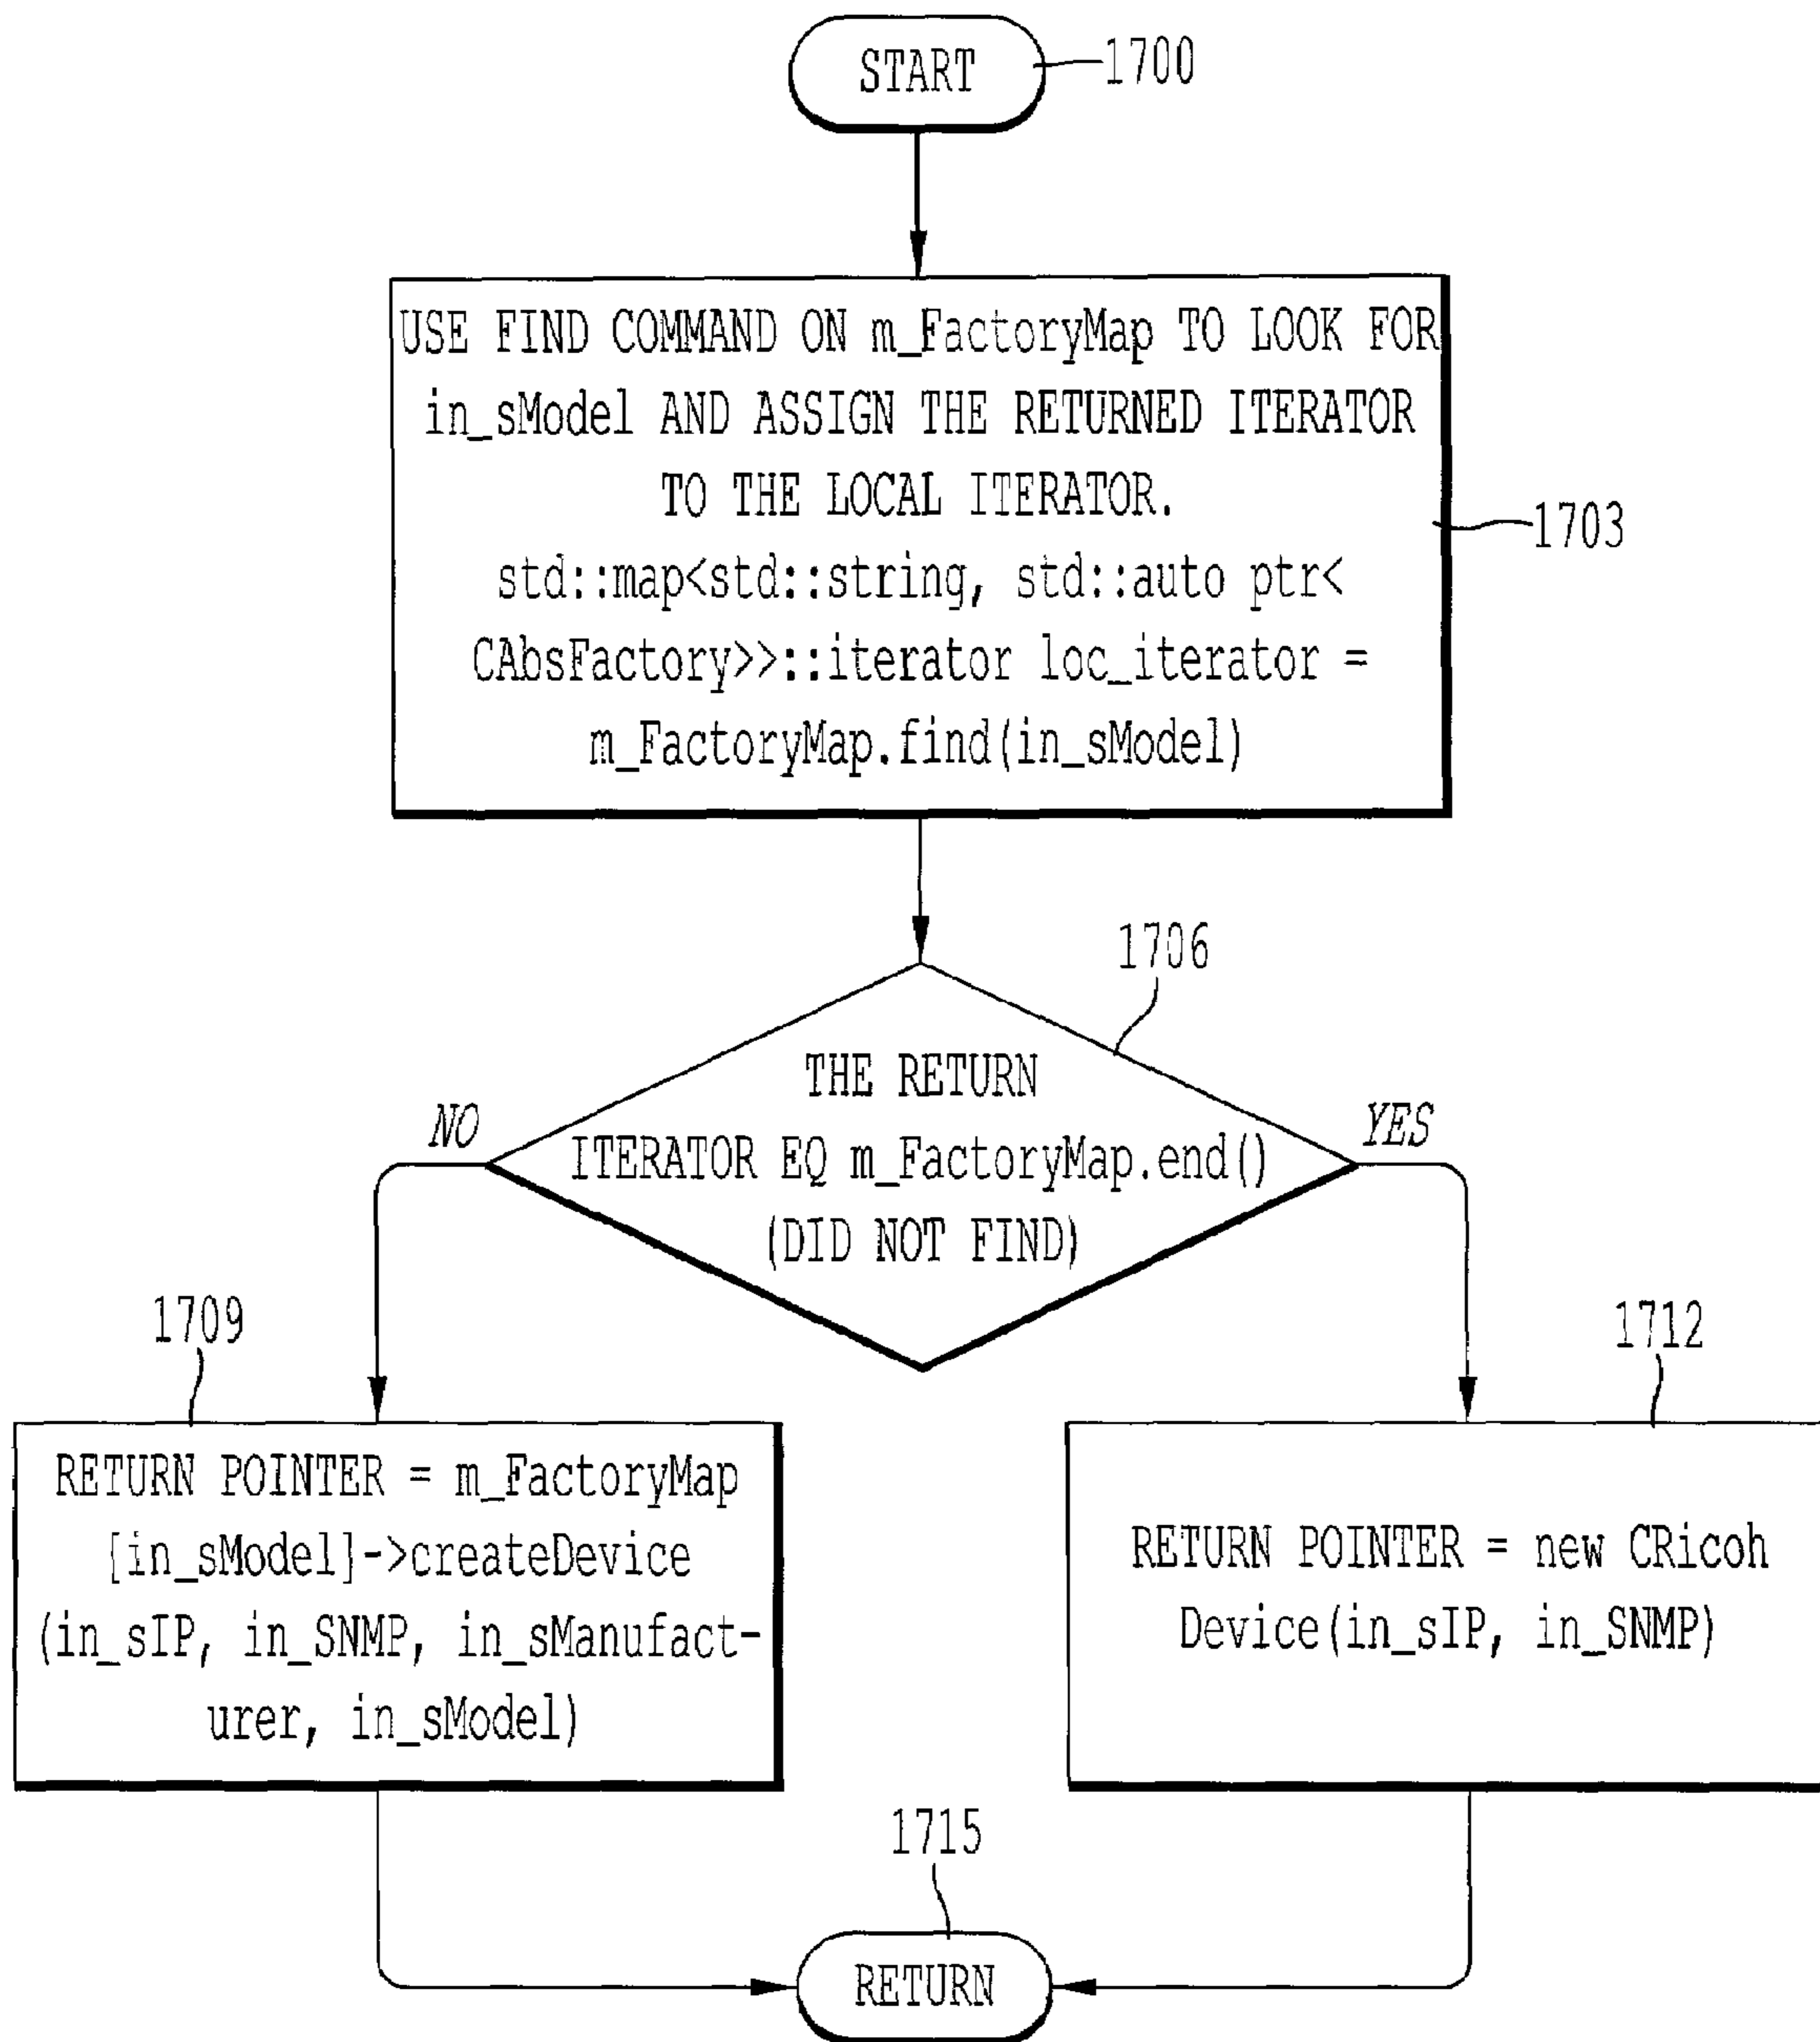 START
1700
USE FIND COMMAND ON m_FactoryMap TO LOOK FOR
in_sModel AND ASSIGN THE RETURNED ITERATOR
TO THE LOCAL ITERATOR.
std::map<std::string, std::auto ptr<
CAbsFactory>>::iterator loc_iterator =
m_FactoryMap.find(in_sModel)
1703
1706
THE RETURN
ITERATOR EQ m_FactoryMap.end()
(DID NOT FIND)
NO
YES
1709
RETURN POINTER = m_FactoryMap
[in_sModel]->createDevice
(in_sIP, in_SNMP, in_sManufact-
urer, in_sModel)
1712
RETURN POINTER = new CRicoh
Device(in_sIP, in_SNMP)
1715
RETURN